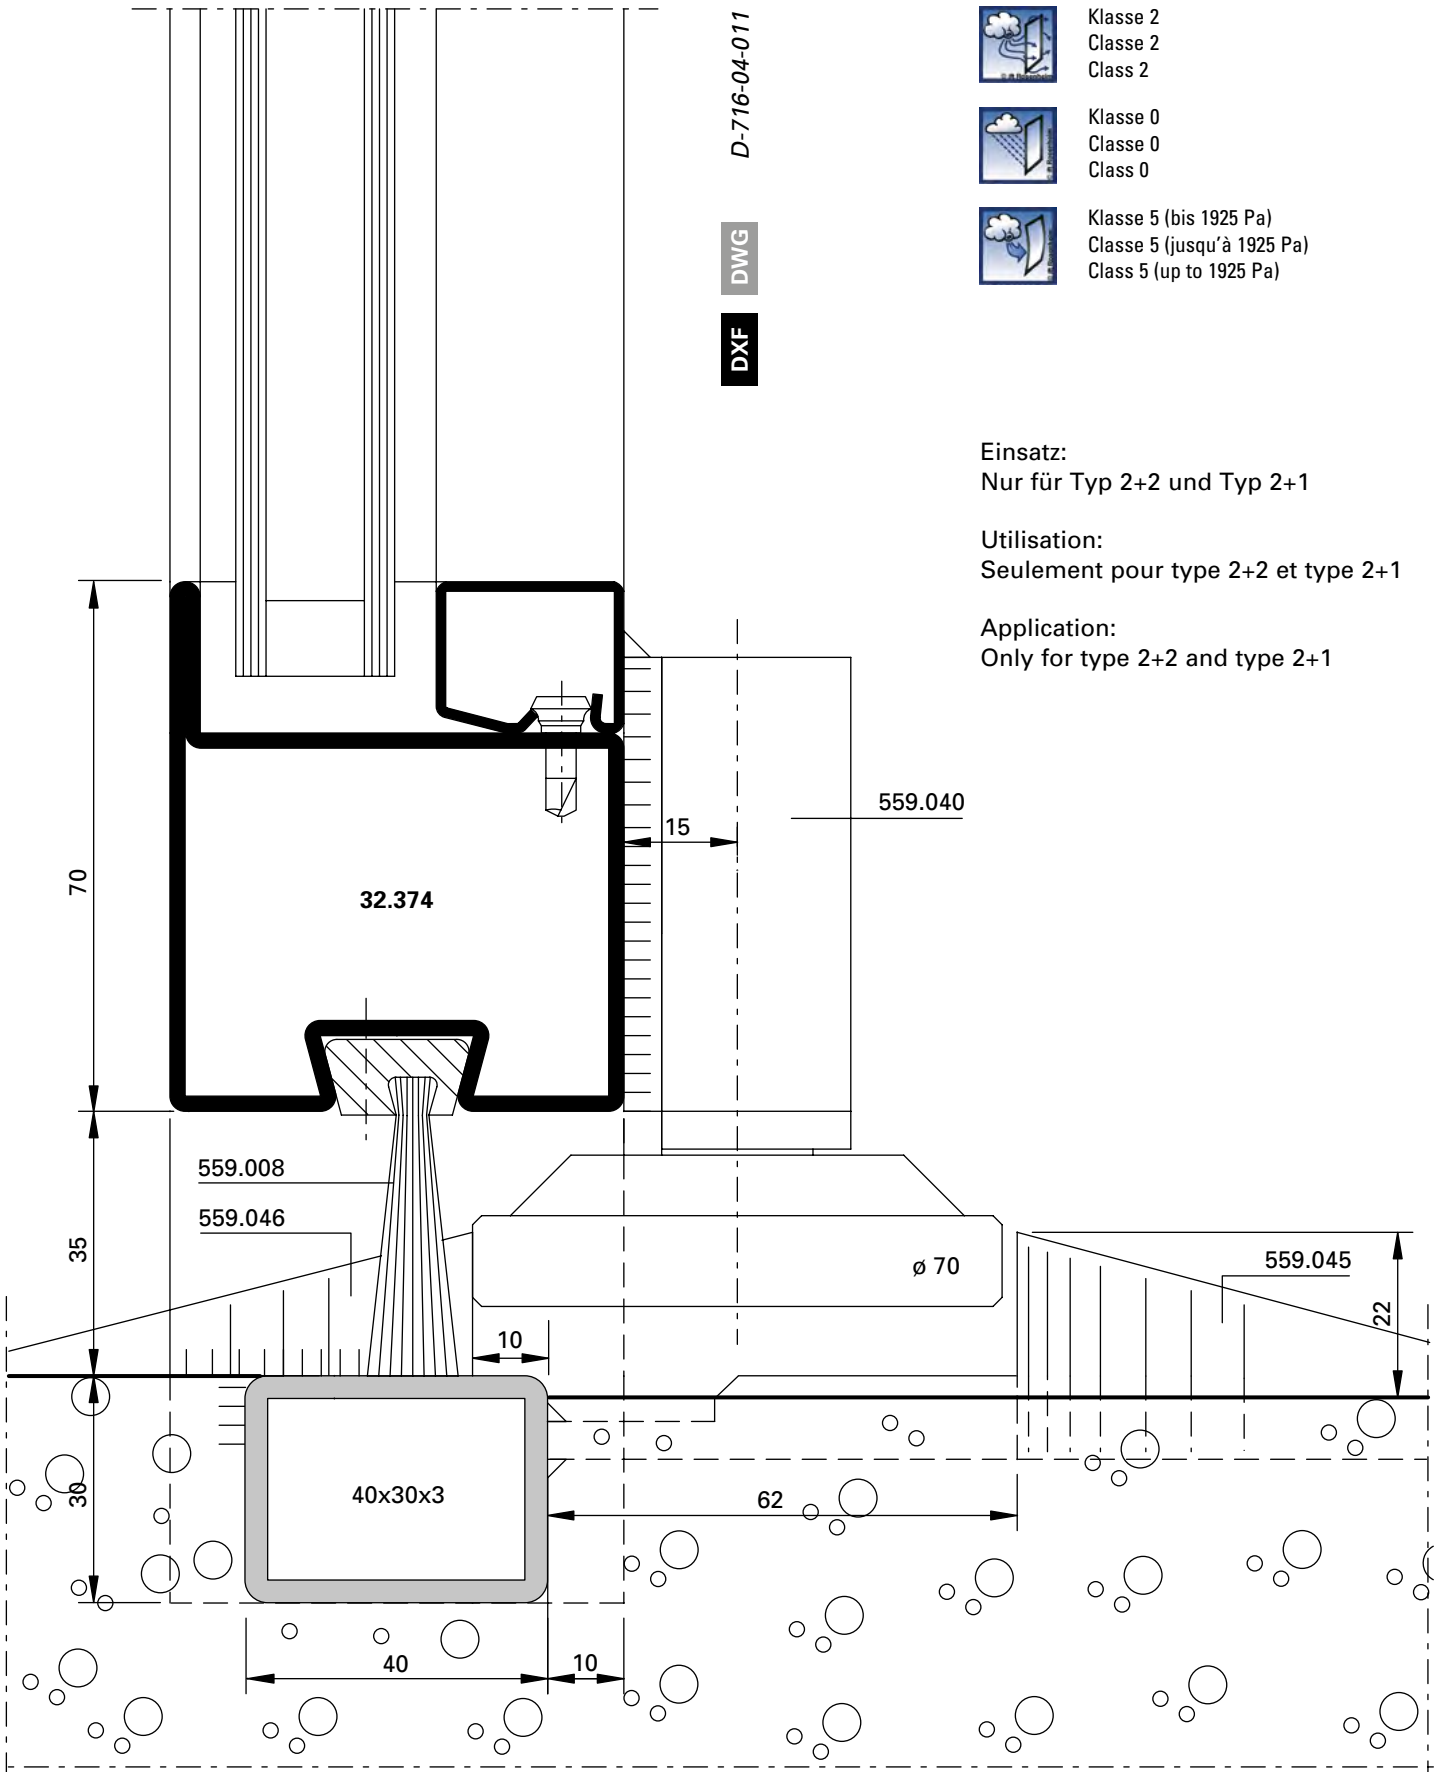 D-716-04-011
DWG
DXF
Klasse 2
Classe 2
Class 2
Klasse 0
Classe 0
Class 0
Klasse 5 (bis 1925 Pa)
Classe 5 (jusqu'à 1925 Pa)
Class 5 (up to 1925 Pa)
Einsatz:
Nur für Typ 2+2 und Typ 2+1
Utilisation:
Seulement pour type 2+2 et type 2+1
Application:
Only for type 2+2 and type 2+1
559.040
15
70
32.374
559.008
559.046
35
ø 70
559.045
22
10
30
40x30x3
62
40
10